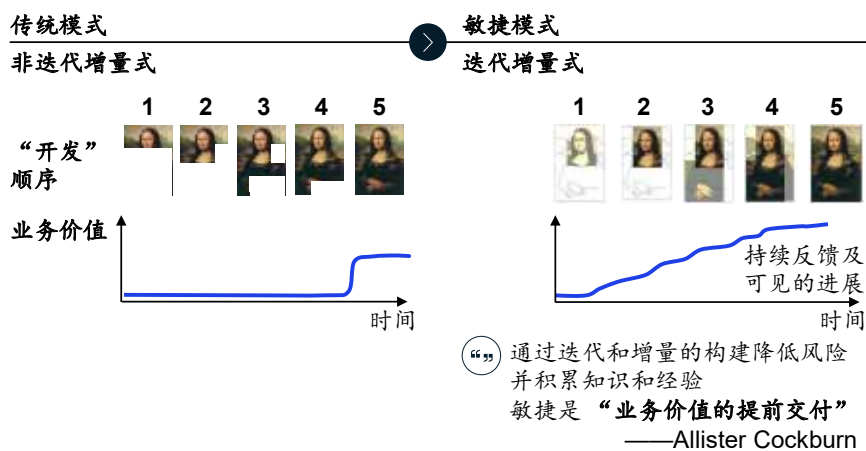 传统模式
敏捷模式
非迭代增量式
迭代增量式
1 2 3 4 5
1 2 3 4 5
“开发”
顺序
业务价值
时间
持续反馈及
可见的进展
时间
“ ”
通过迭代和增量的构建降低风险
并积累知识和经验
敏捷是“业务价值的提前交付”
——Allister Cockburn